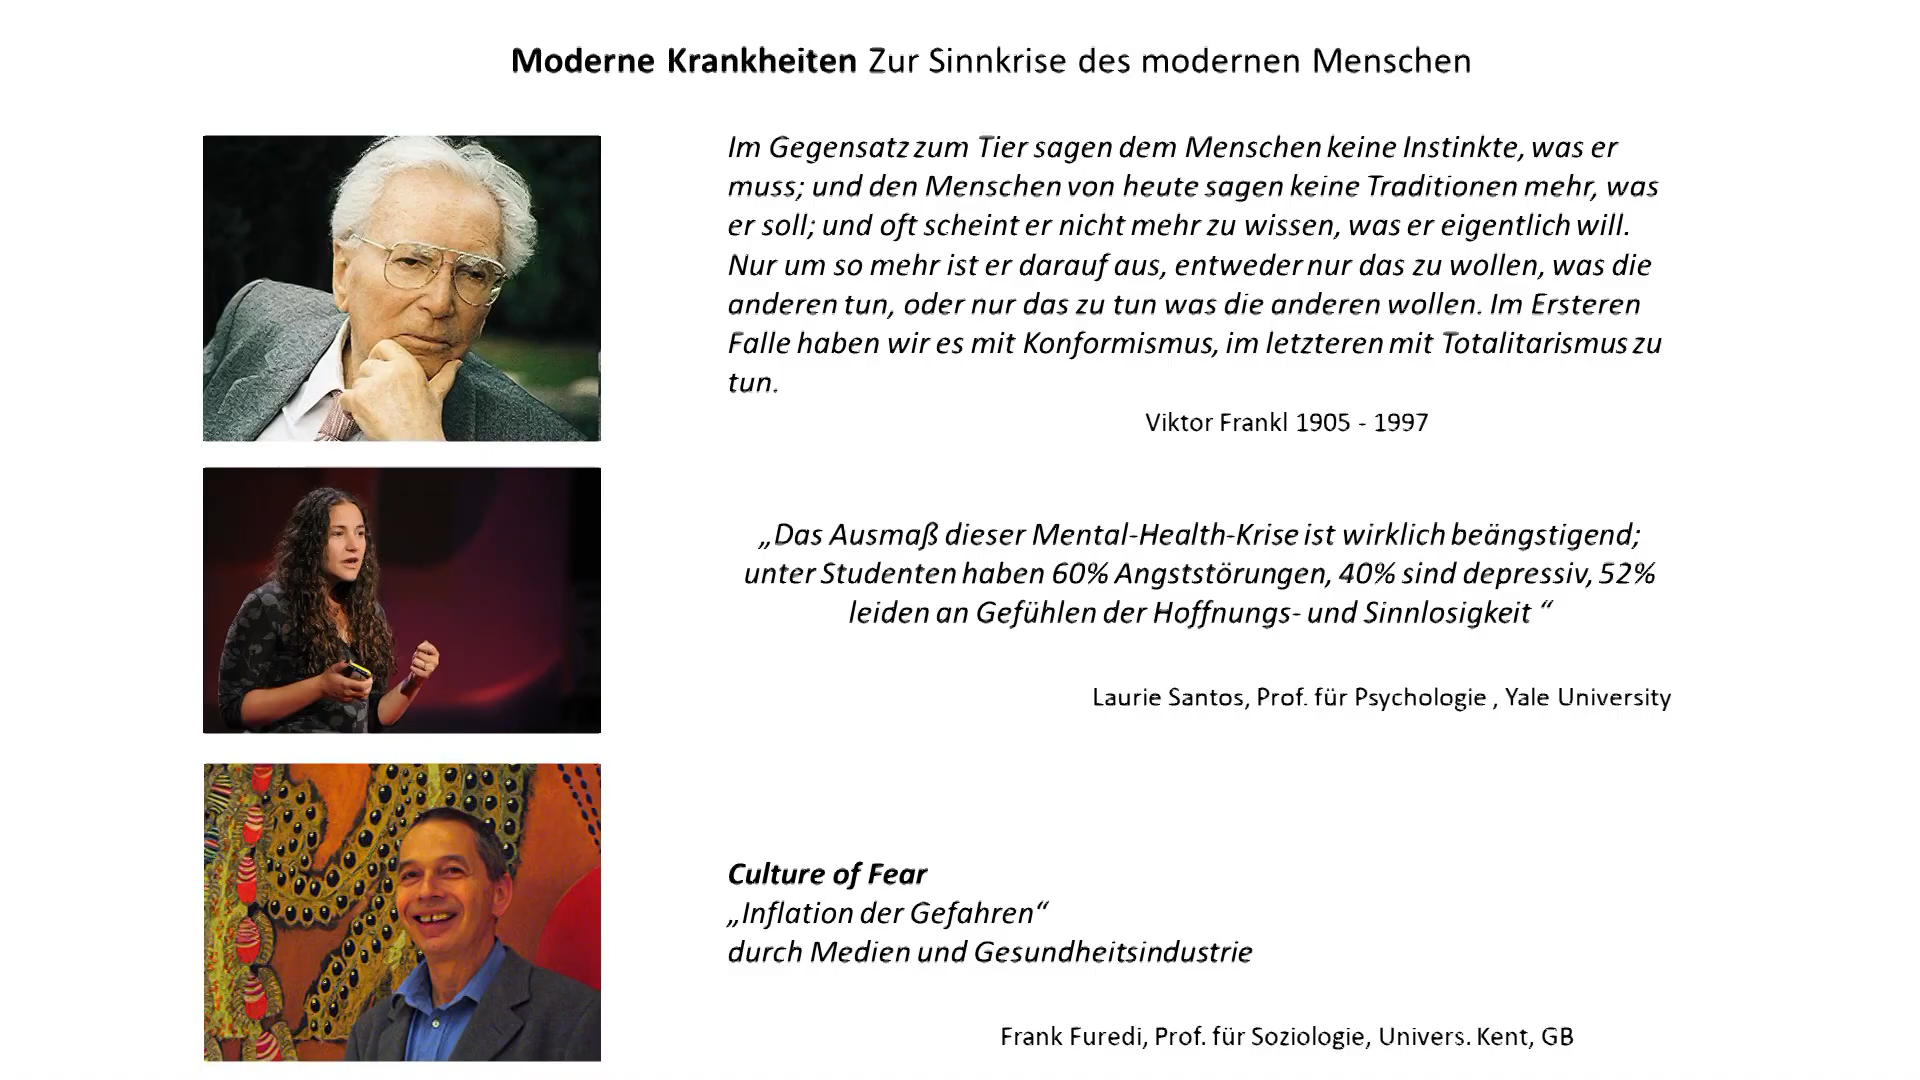 Moderne Krankheiten Zur Sinnkrise des modernen Menschen
Im Gegensatz zum Tier sagen dem Menschen keine Instinkte, was er
muss; und den Menschen von heute sagen keine Traditionen mehr, was
er soll; und oft scheint er nicht mehr zu wissen, was er eigentlich will.
Nur um so mehr ist er darauf aus, entweder nur das zu wollen, was die
anderen tun, oder nur das zu tun was die anderen wollen. Im Ersteren
Falle haben wir es mit Konformismus, im letzteren mit Totalitarismus zu
tun.
Viktor Frankl 1905 - 1997
„Das Ausmaß dieser Mental-Health-Krise ist wirklich beängstigend;
unter Studenten haben 60% Angststörungen, 40% sind depressiv, 52%
leiden an Gefühlen der Hoffnungs- und Sinnlosigkeit “
Laurie Santos, Prof. für Psychologie , Yale University
Culture of Fear
„Inflation der Gefahren“
durch Medien und Gesundheitsindustrie
Frank Furedi, Prof. für Soziologie, Univers. Kent, GB